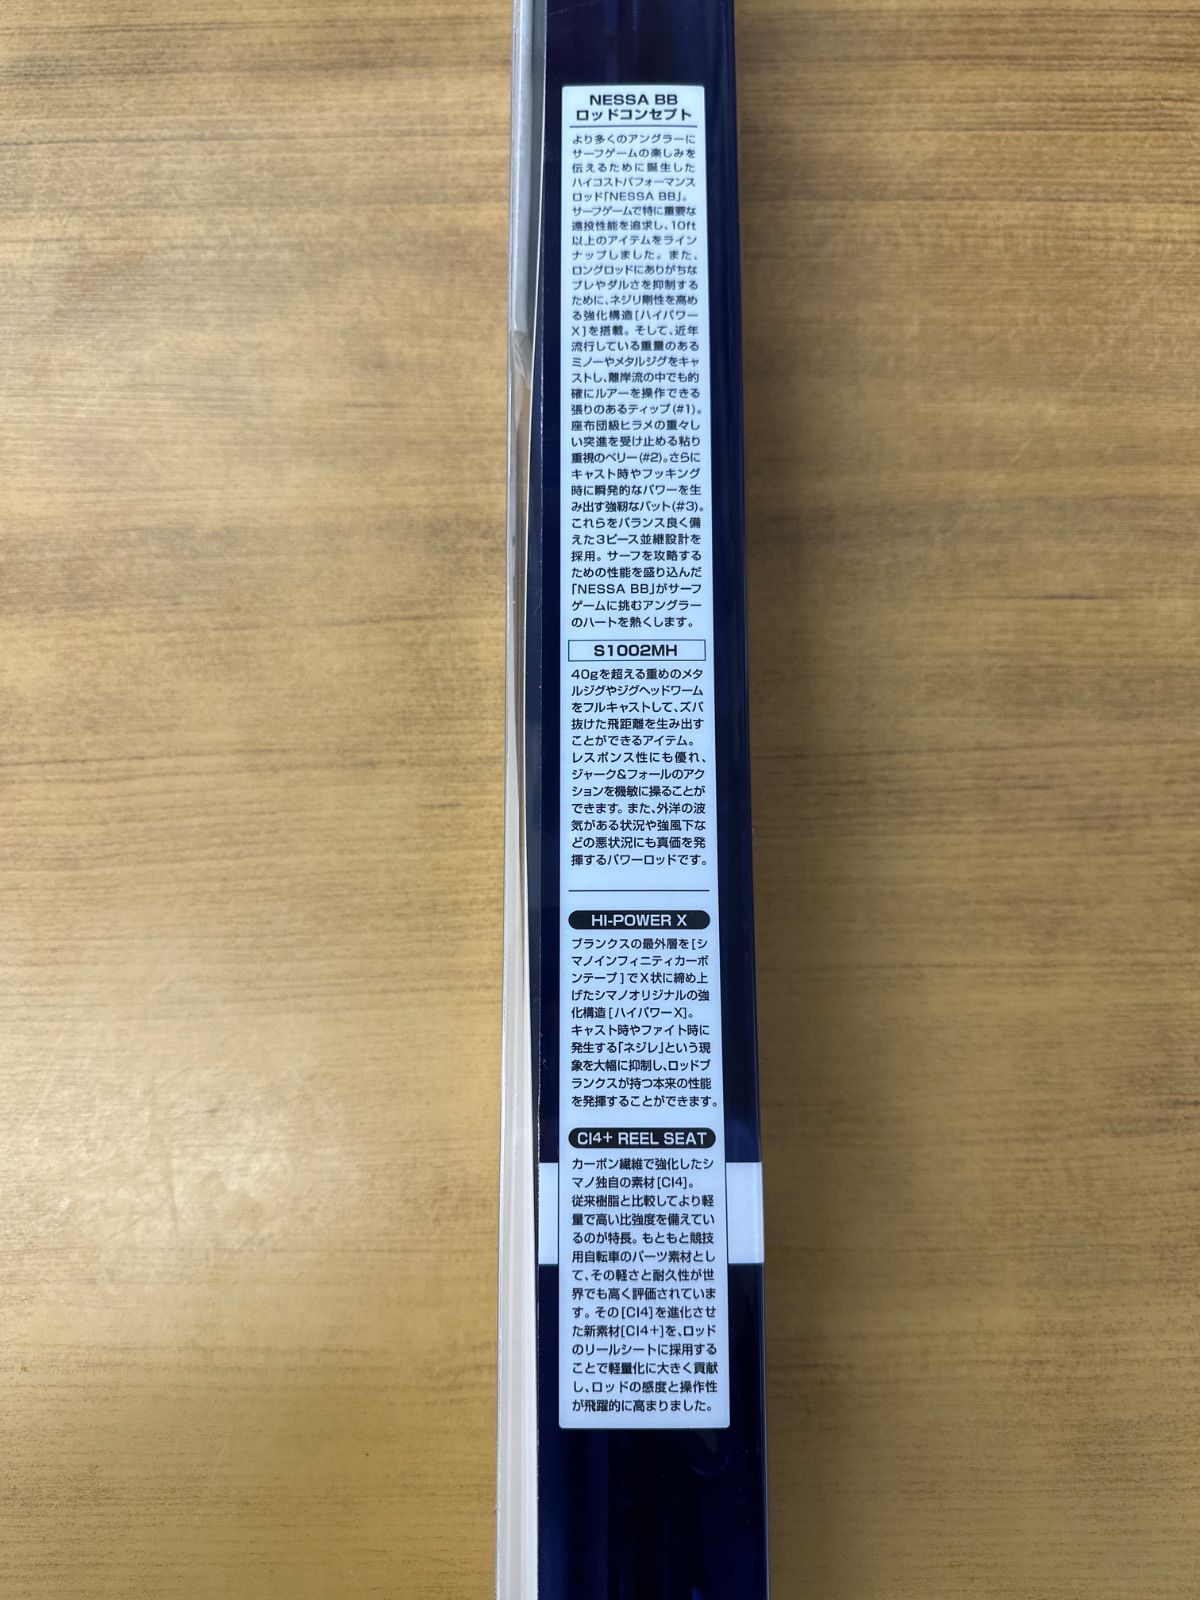 NESSA BB
ロッドコンセプト
より多くのアングラーに
サーフゲームの楽しみを
伝えるために誕生した
ハイコストパフォーマンス
ロッド「NESSA BB」。
サーフゲームで特に重要な
遠投性能を追求し、10ft
以上のアイテムをライン
ナップしました。また、
ロングロッドにありがちな
ブレやダルさを抑制する
ために、ネジリ剛性を高め
る強化構造[ハイパワー
X]を搭載。そして、近年
流行している重量のある
ミノーやメタルジグをキャ
ストし、離岸流の中でも的
確にルアーを操作できる
張りのあるティップ(#1)。
座布団級ヒラメの重々し
い突進を受け止める粘り
重視のベリー(#2)。さらに
キャスト時やフッキング
時に瞬発的なパワーを生
み出す強靭なバット(#3)。
これらをバランス良く備
えた3ピース並継設計を
採用。サーフを攻略する
ための性能を盛り込んだ
「NESSA BB」がサーフ
ゲームに挑むアングラー
のハートを熱くします。
S1002MH
40gを超える重めのメタ
ルジグやジグヘッドワーム
をフルキャストして、ズバ
抜けた飛距離を生み出す
ことができるアイテム。
レスポンス性にも優れ、
ジャーク&フォールのアク
ションを機敏に操ることが
できます。また、外洋の波
気がある状況や強風下な
どの悪状況にも真価を発
揮するパワーロッドです。
HI-POWER X
ブランクスの最外層を[シ
マノインフィニティカーボ
ンテープ]でX状に締め上
げたシマノオリジナルの強
化構造[ハイパワーX]。
キャスト時やファイト時に
発生する「ネジレ」という現
象を大幅に抑制し、ロッドブ
ランクスが持つ本来の性能
を発揮することができます。
CI4+ REEL SEAT
カーボン繊維で強化したシ
マノ独自の素材[CI4]。
従来樹脂と比較してより軽
量で高い比強度を備えてい
るのが特長。もともと競技
用自転車のパーツ素材とし
て、その軽さと耐久性が世
界でも高く評価されていま
す。その[CI4]を進化させ
た新素材[CI4+]を、ロッド
のリールシートに採用する
ことで軽量化に大きく貢献
し、ロッドの感度と操作性
が飛躍的に高まりました。